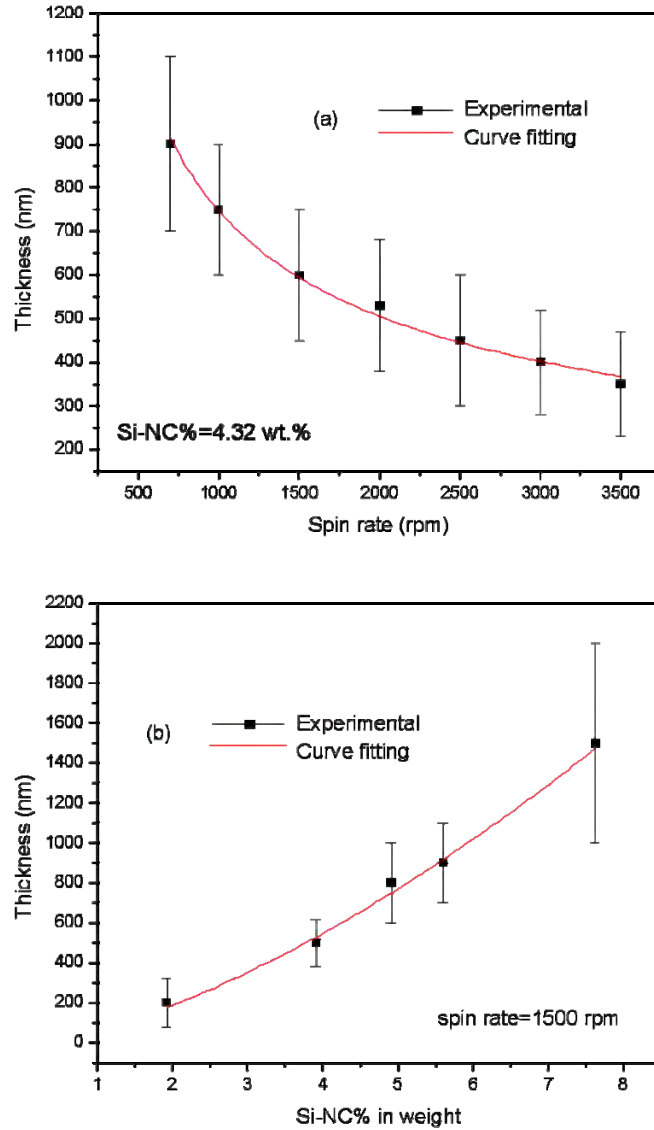 1200
1100
1000
900
800
700
600
500
400
300
200
Thickness (nm)
(a)
Experimental
Curve fitting
Si-NC%=4.32 wt.%
500 1000 1500 2000 2500 3000 3500
Spin rate (rpm)
2200
2000
1800
1600
1400
1200
1000
800
600
400
200
0
Thickness (nm)
(b)
Experimental
Curve fitting
spin rate=1500 rpm
1 2 3 4 5 6 7 8
Si-NC% in weight